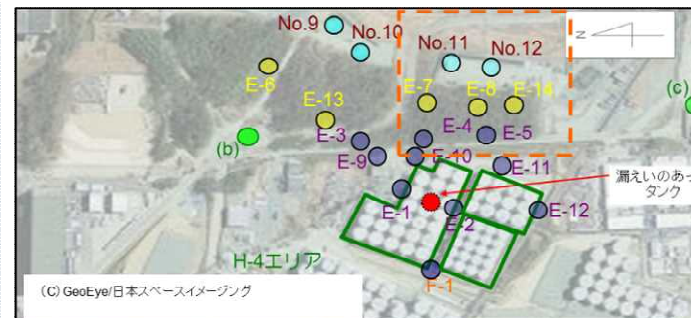 No.9
No.10
No.11
No.12
N
E-6
E-7
E-8
E-14
(c)
E-13
E-3
E-4
E-5
(b)
E-9
E-10
E-11
漏えいのあっ
タンク
E-1
E-2
E-12
H-4エリア
F-1
(C) GeoEye/日本スペースイメージング